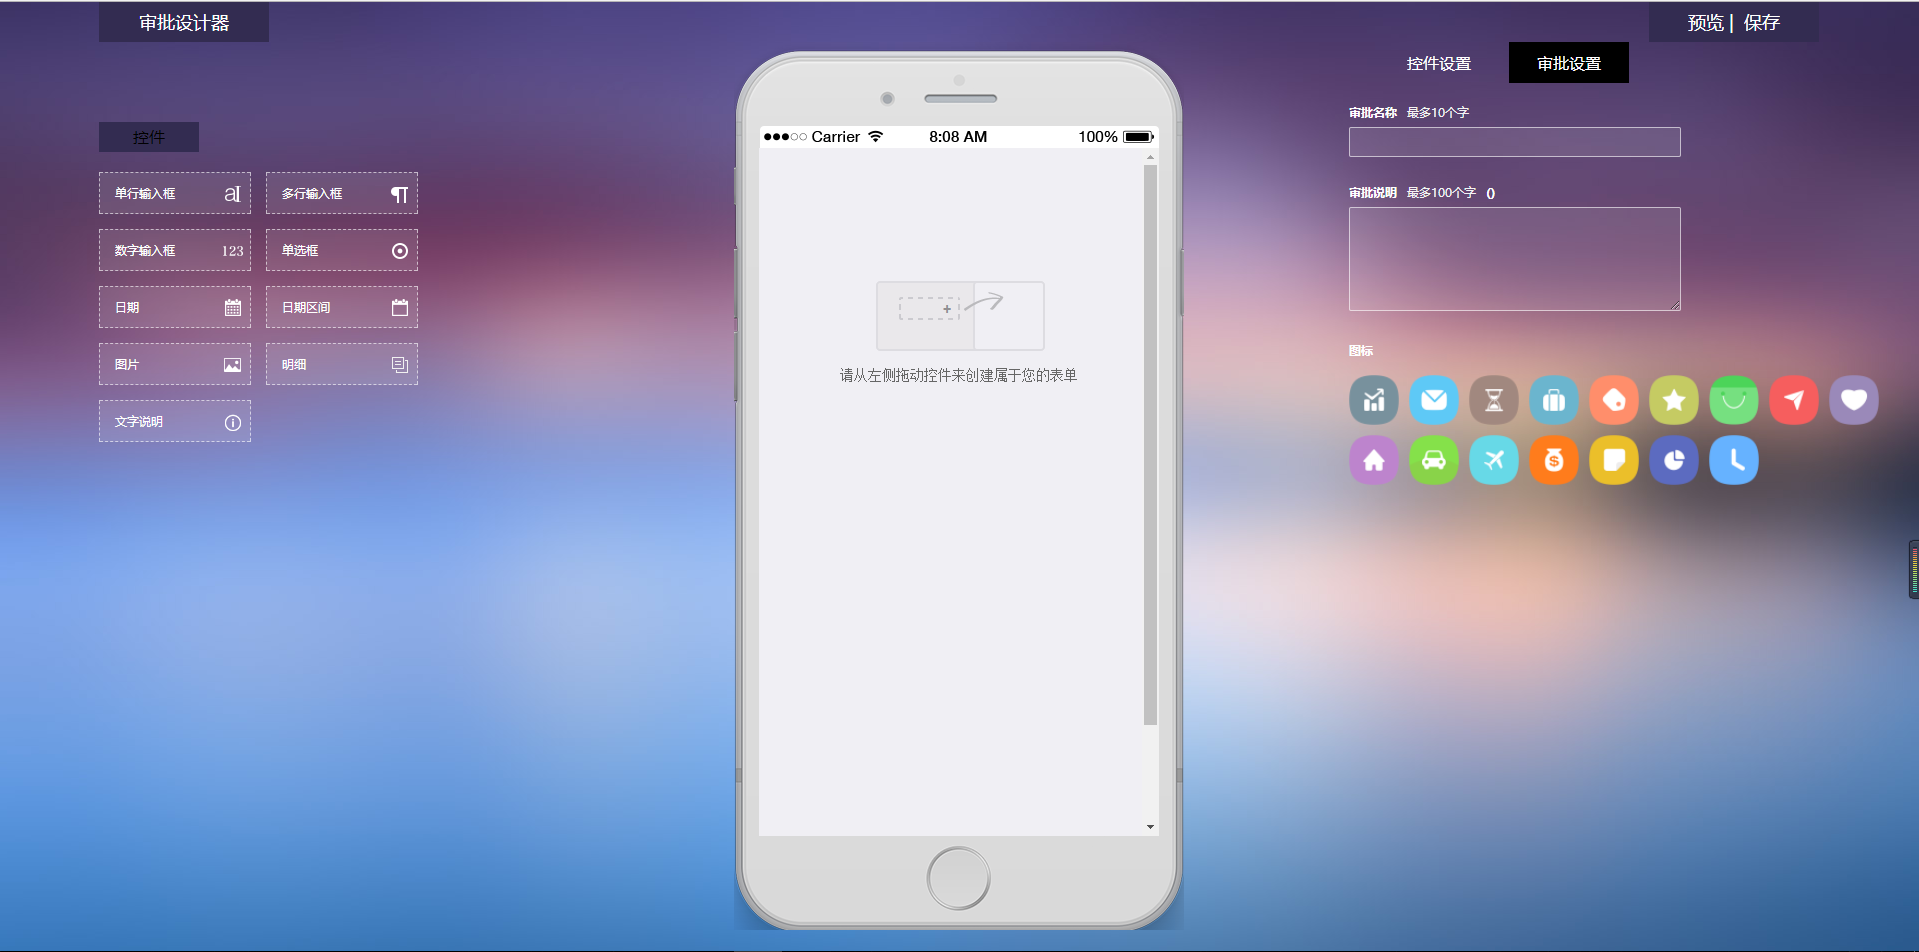 审批设计器
预览 | 保存
控件设置 审批设置
控件
单行输入框 aI
多行输入框
数字输入框 123
单选框
日期
日期区间
图片
明细
文字说明
Carrier 8:08 AM 100%
请从左侧拖动控件来创建属于您的表单
审批名称 最多10个字
审批说明 最多100个字 ()
图标